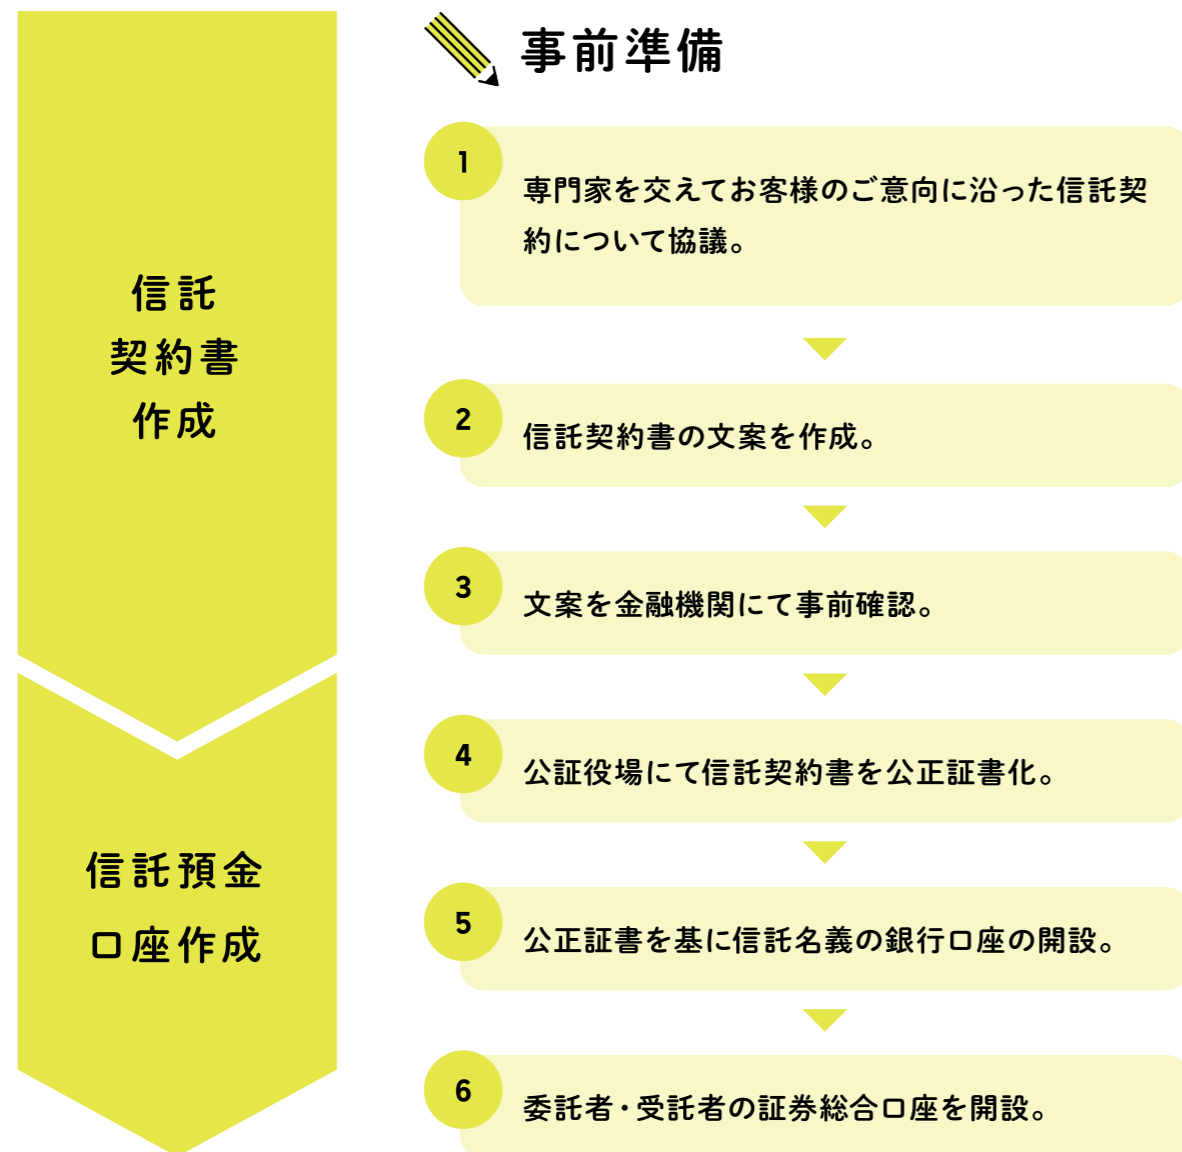 信託
契約書
作成
信託預金
口座作成
事前準備
1
専門家を交えてお客様のご意向に沿った信託契
約について協議。
2
信託契約書の文案を作成。
3
文案を金融機関にて事前確認。
4
公証役場にて信託契約書を公正証書化。
5
公正証書を基に信託名義の銀行口座の開設。
6
委託者・受託者の証券総合口座を開設。